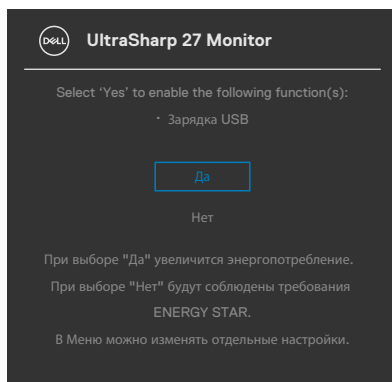 DELL UltraSharp 27 Monitor
Select ‘Yes’ to enable the following function(s):
· Зарядка USB
Да
Нет
При выборе "Да" увеличится энергопотребление.
При выборе "Нет" будут соблюдены требования
ENERGY STAR.
В Меню можно изменять отдельные настройки.